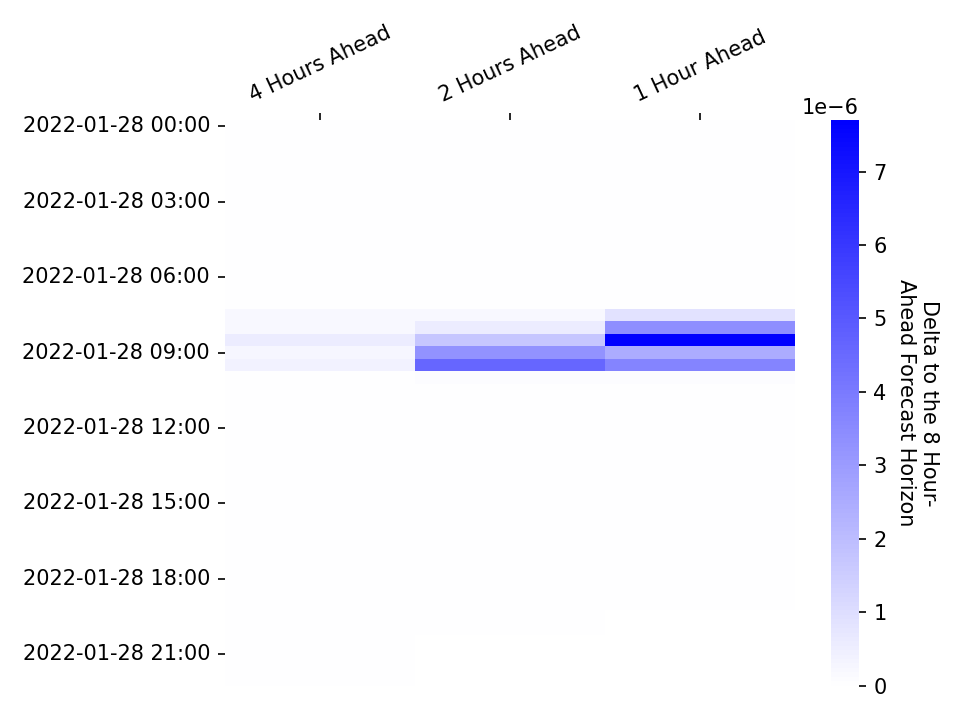 4 Hours Ahead
2 Hours Ahead
1 Hour Ahead
1e−6
2022-01-28 00:00
2022-01-28 03:00
2022-01-28 06:00
2022-01-28 09:00
2022-01-28 12:00
2022-01-28 15:00
2022-01-28 18:00
2022-01-28 21:00
7
6
5
4
3
2
1
0
Delta to the 8 Hour-
Ahead Forecast Horizon